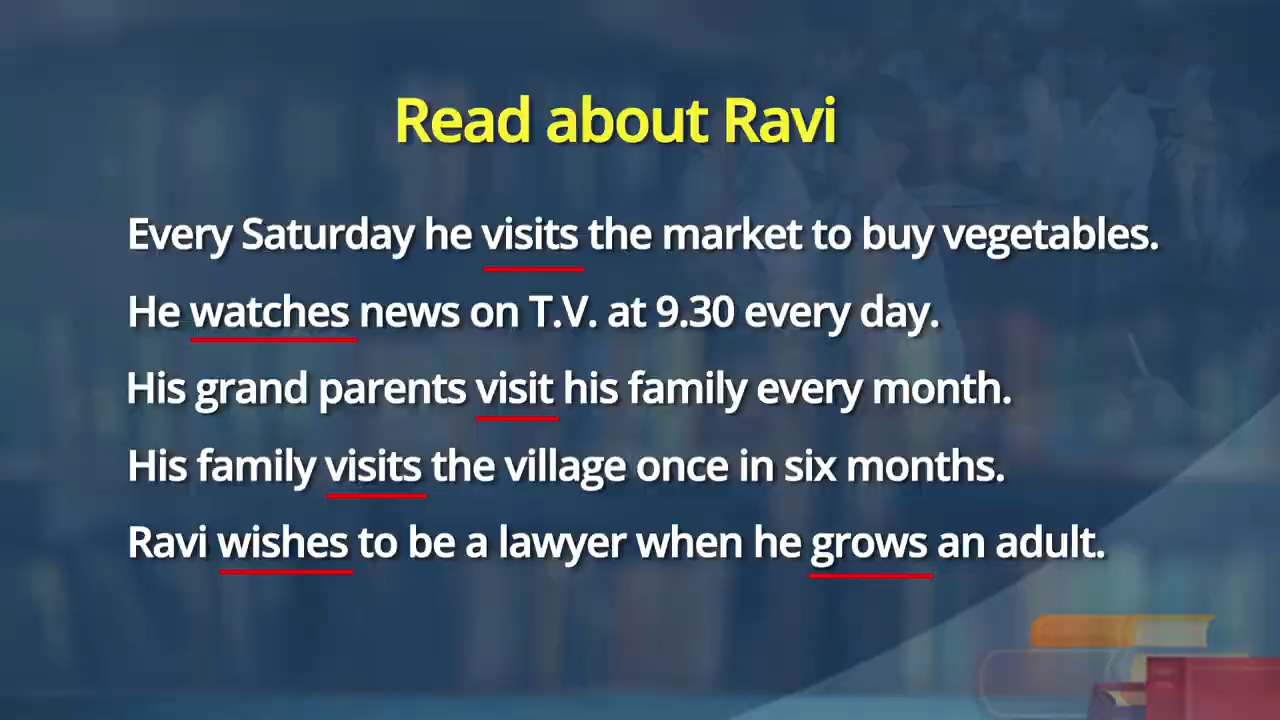 Read about Ravi
Every Saturday he visits the market to buy vegetables.
He watches news on T.V. at 9.30 every day.
His grand parents visit his family every month.
His family visits the village once in six months.
Ravi wishes to be a lawyer when he grows an adult.